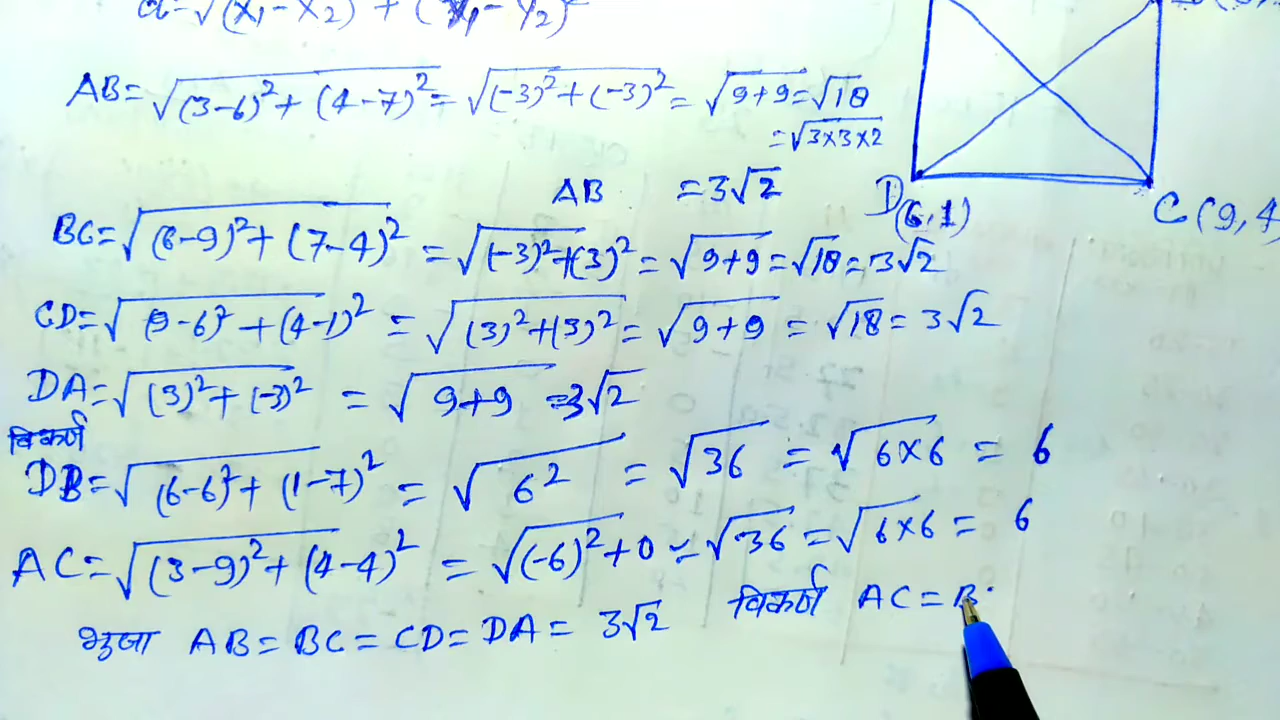 AB = √(3-6)² + (4-7)² = √(-3)² + (-3)² = √9+9 = √18
= √3×3×2
AB = 3√2
D (6,1)
C (9,4)
BC = √(6-9)² + (7-4)² = √(-3)² + (3)² = √9+9 = √18 = 3√2
CD = √(9-6)² + (4-1)² = √(3)² + (3)² = √9+9 = √18 = 3√2
DA = √(3)² + (-3)² = √9+9 = 3√2
विकर्ण
DB = √(6-6)² + (1-7)² = √6² = √36 = √6×6 = 6
AC = √(3-9)² + (4-4)² = √(-6)² + 0 = √36 = √6×6 = 6
भुजा AB = BC = CD = DA = 3√2 विकर्ण AC = B